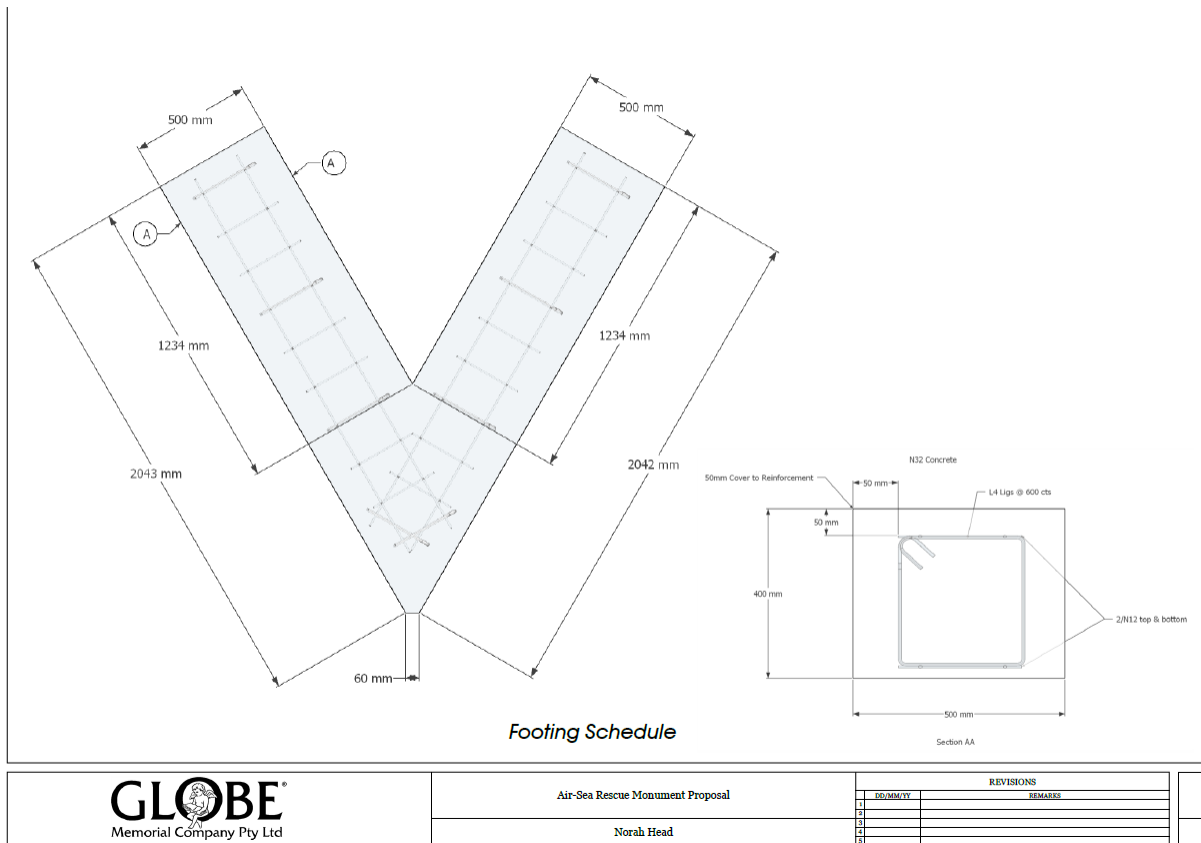 500 mm
500 mm
A
A
1234 mm
1234 mm
2043 mm
2042 mm
60 mm
N32 Concrete
50mm Cover to Reinforcement
50 mm
L4 Ligs @ 600 cts
50 mm
400 mm
2/N12 top & bottom
500 mm
Section AA
Footing Schedule
GLOBE®
Memorial Company Pty Ltd
Air-Sea Rescue Monument Proposal
Norah Head
REVISIONS
DD/MM/YY REMARKS
1
2
3
4
5